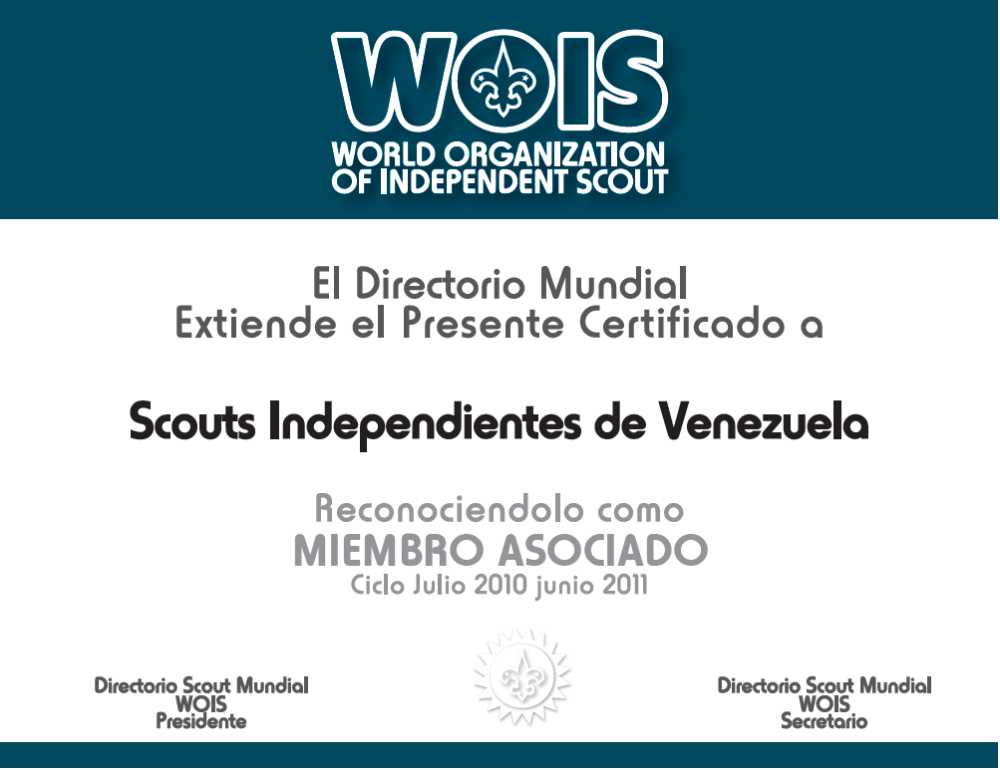 WOIS
WORLD ORGANIZATION
OF INDEPENDENT SCOUT
El Directorio Mundial
Extiende el Presente Certificado a
Scouts Independientes de Venezuela
Reconociendolo como
MIEMBRO ASOCIADO
Ciclo Julio 2010 junio 2011
Directorio Scout Mundial
WOIS
Presidente
Directorio Scout Mundial
WOIS
Secretario